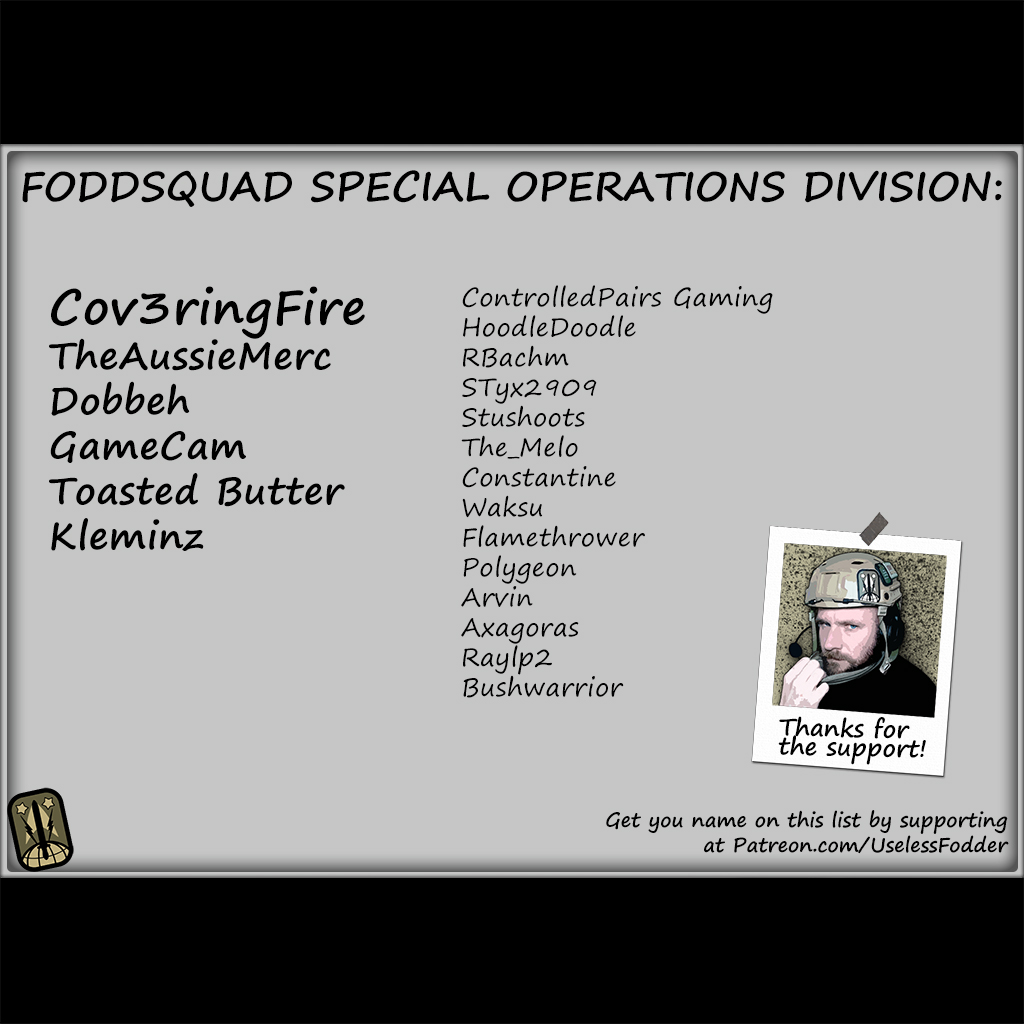 FODDSQUAD SPECIAL OPERATIONS DIVISION:
Cov3ringFire
TheAussieMerc
Dobbeh
GameCam
Toasted Butter
Kleminz
ControlledPairs Gaming
HoodleDoodle
RBachm
STyx2909
Stushoots
The_Melo
Constantine
Waksu
Flamethrower
Polygeon
Arvin
Axagoras
Raylp2
Bushwarrior
Thanks for
the support!
Get you name on this list by supporting
at Patreon.com/UselessFodder